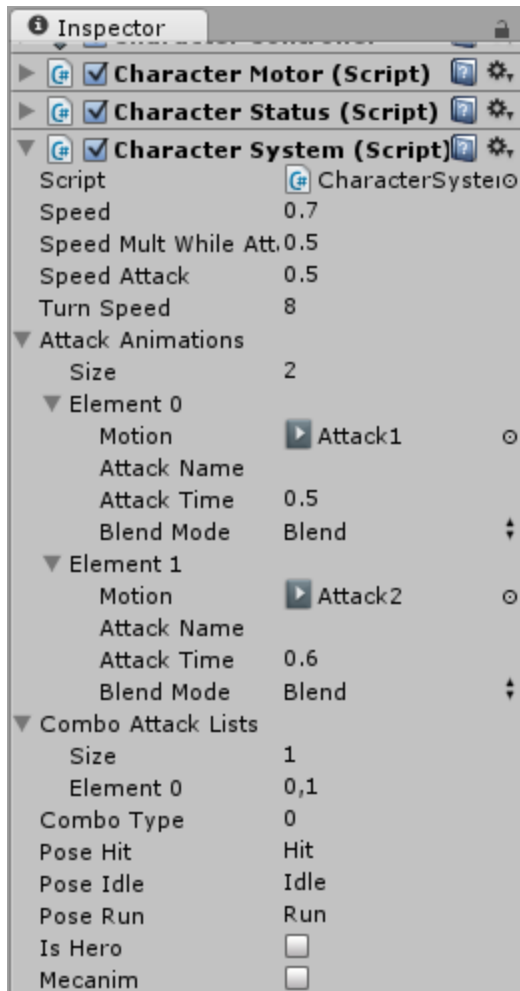 Inspector
Character Motor (Script)
Character Status (Script)
Character System (Script)
Script CharacterSyster
Speed 0.7
Speed Mult While Att 0.5
Speed Attack 0.5
Turn Speed 8
Attack Animations
Size 2
Element 0
Motion Attack1
Attack Name
Attack Time 0.5
Blend Mode Blend
Element 1
Motion Attack2
Attack Name
Attack Time 0.6
Blend Mode Blend
Combo Attack Lists
Size 1
Element 0 0,1
Combo Type 0
Pose Hit Hit
Pose Idle Idle
Pose Run Run
Is Hero
Mecanim